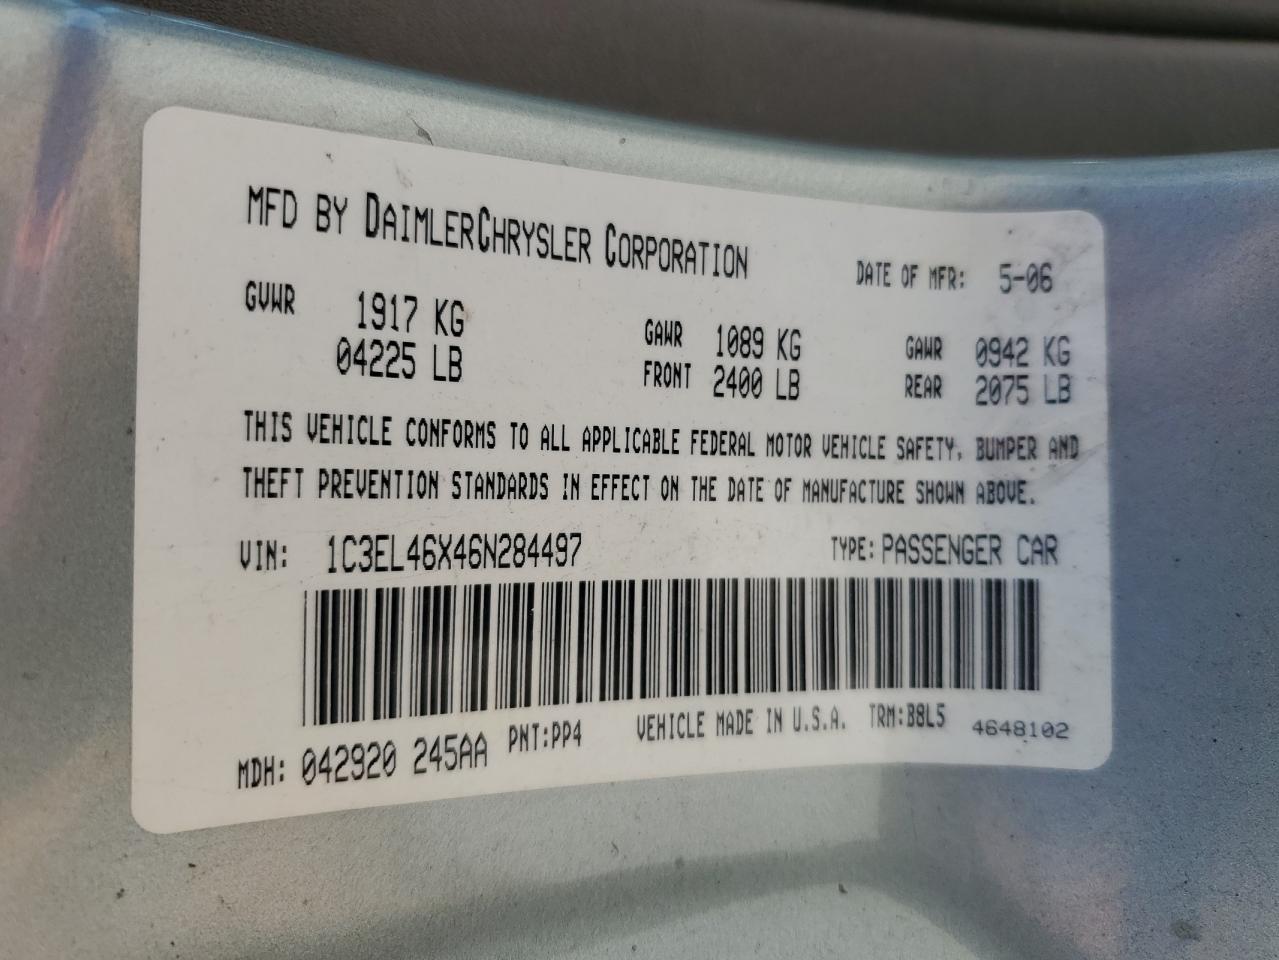 MFD BY DAIMLERCHRYSLER CORPORATION DATE OF MFR: 5-06
GVWR 1917 KG GAWR 1089 KG GAWR 0942 KG
04225 LB FRONT 2400 LB REAR 2075 LB
THIS VEHICLE CONFORMS TO ALL APPLICABLE FEDERAL MOTOR VEHICLE SAFETY, BUMPER AND
THEFT PREVENTION STANDARDS IN EFFECT ON THE DATE OF MANUFACTURE SHOWN ABOVE.
VIN: 1C3EL46X46N284497 TYPE: PASSENGER CAR
MDH: 042920 245AA PNT:PP4 VEHICLE MADE IN U.S.A. TRM:B8L5 4648102